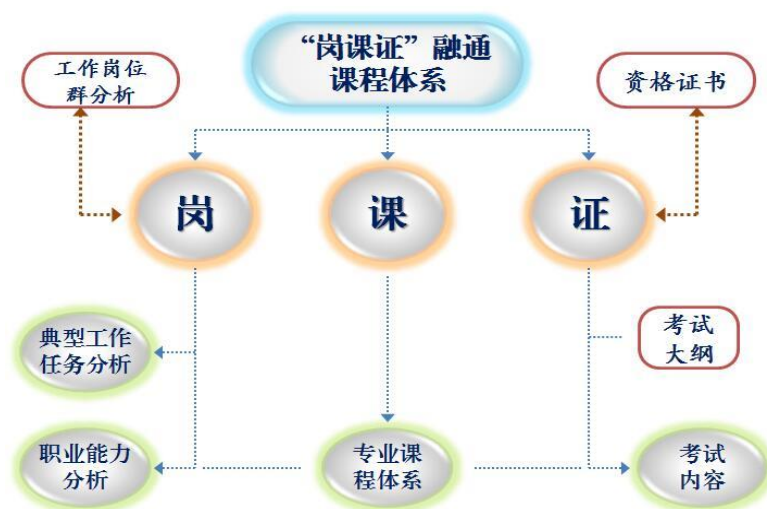 “岗课证”融通
课程体系
工作岗位
群分析
资格证书
岗
课
证
典型工作
任务分析
考试
大纲
职业能力
分析
专业课
程体系
考试
内容